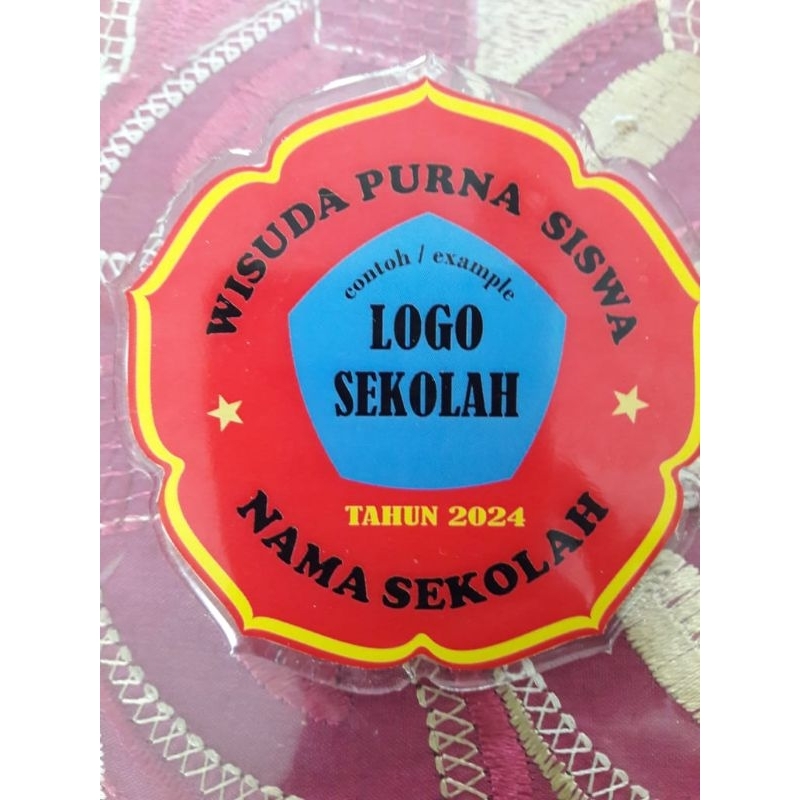 WISUDA PURNA SISWA
contoh / example
LOGO
SEKOLAH
TAHUN 2024
NAMA SEKOLAH